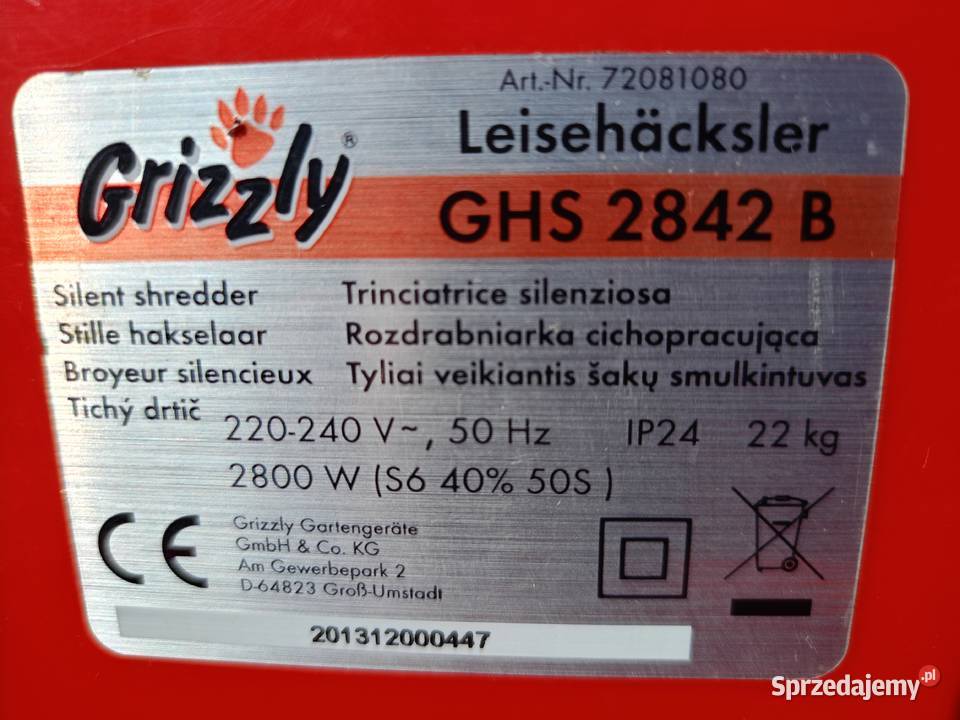 Art.-Nr. 72081080
Grizzly®
Leisehäcksler
GHS 2842 B
Silent shredder
Stille hakselaar
Broyeur silencieux
Tichý drtič
Trinciatrice silenziosa
Rozdrabniarka cichopracująca
Tyliai veikiantis šakų smulkintuvas
220-240 V~, 50 Hz IP24 22 kg
2800 W (S6 40% 50S )
CE
Grizzly Gartengeräte
GmbH & Co. KG
Am Gewerbepark 2
D-64823 Groß-Umstadt
201312000447
Sprzedajemy.pl